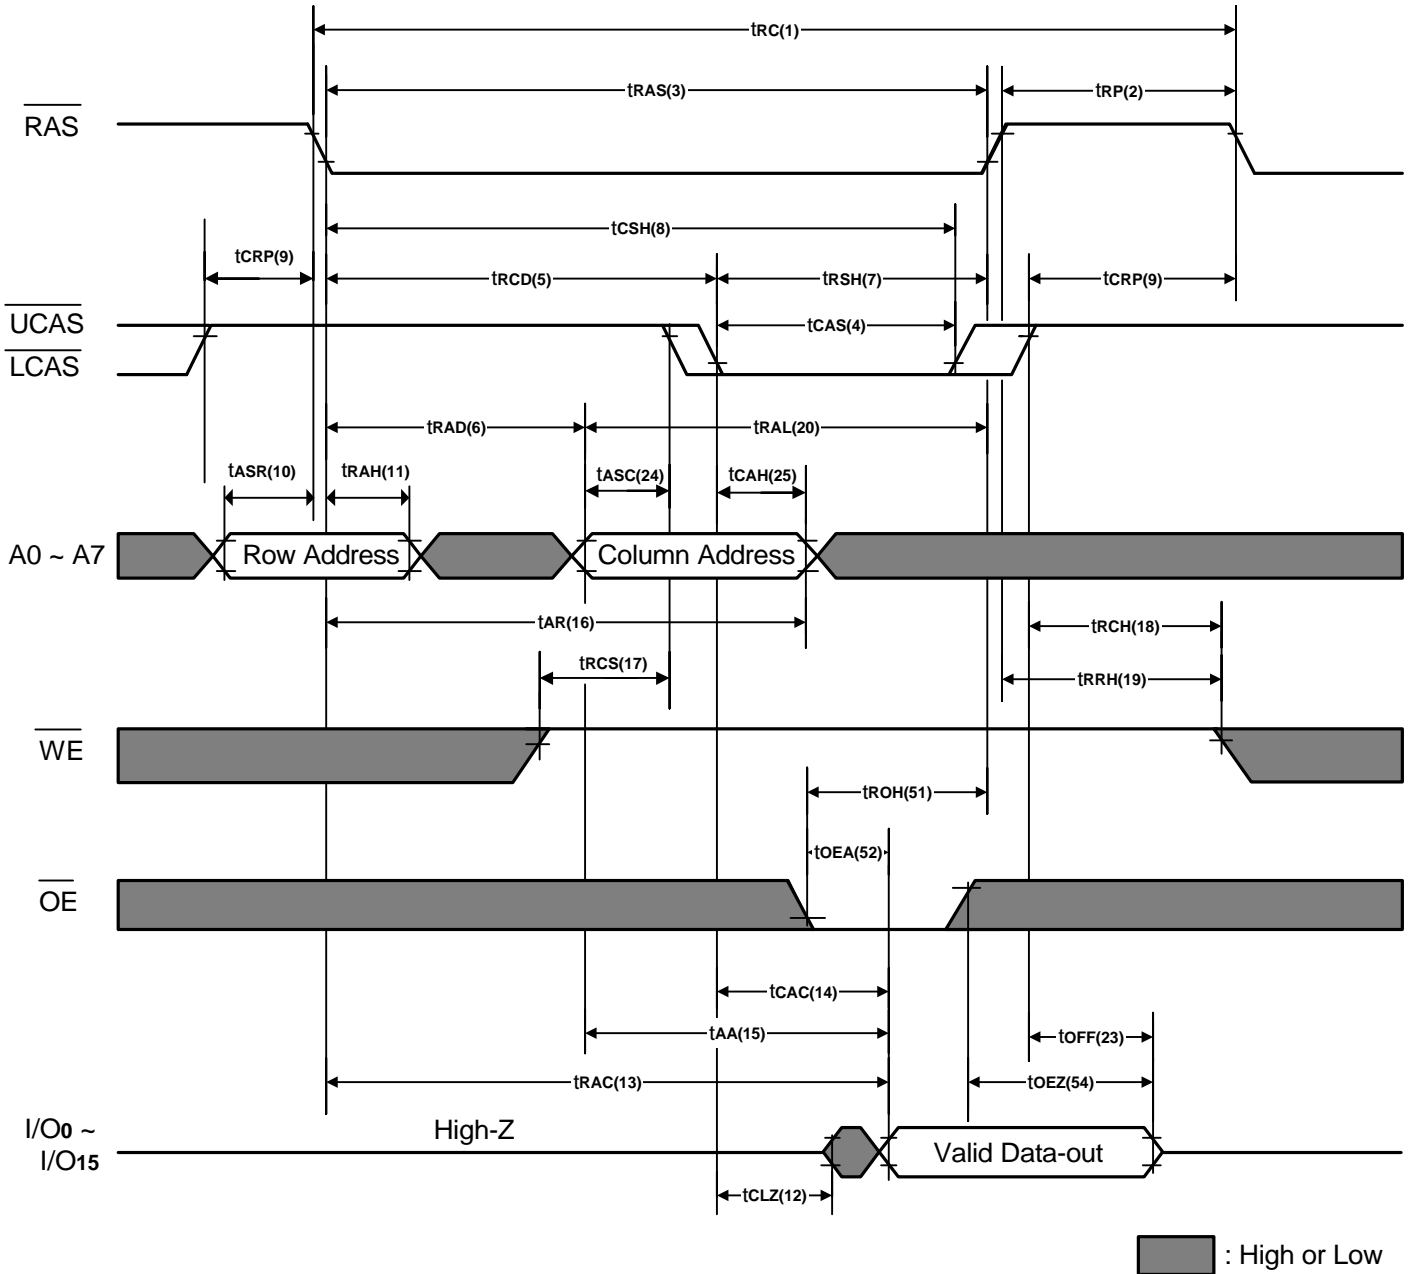 tRC(1)
tRAS(3)
tRP(2)
RAS
tCSH(8)
tCRP(9)
tRCD(5)
tRSH(7)
tCRP(9)
UCAS
tCAS(4)
LCAS
tRAD(6)
tRAL(20)
tASR(10)
tRAH(11)
tASC(24)
tCAH(25)
A0 ~ A7
Row Address
Column Address
tAR(16)
tRCH(18)
tRCS(17)
tRRH(19)
WE
tROH(51)
tOEA(52)
OE
tCAC(14)
tAA(15)
tOFF(23)
tRAC(13)
tOEZ(54)
I/O0 ~
I/O15
High-Z
Valid Data-out
tCLZ(12)
: High or Low